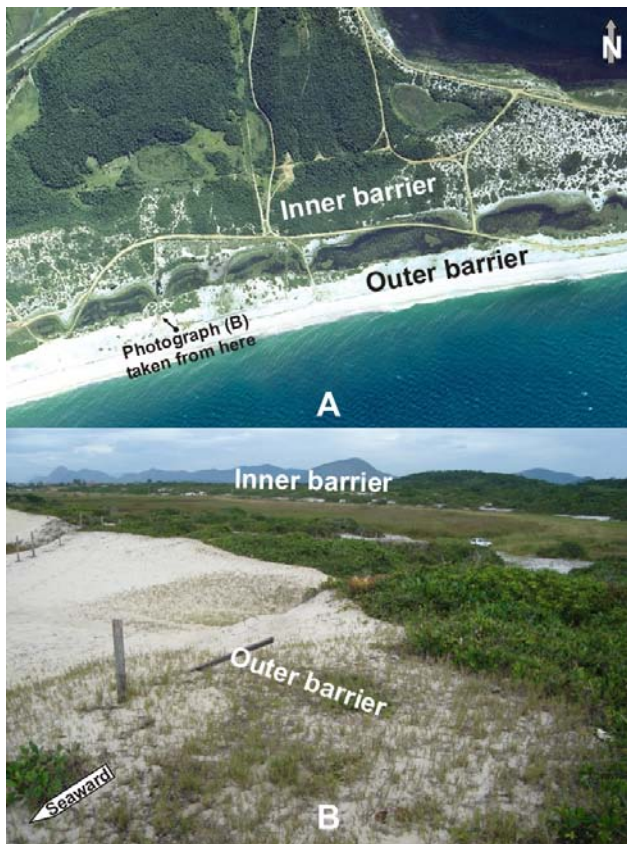 N
Inner barrier
Outer barrier
Photograph (B)
taken from here
A
Inner barrier
Outer barrier
Seaward
B